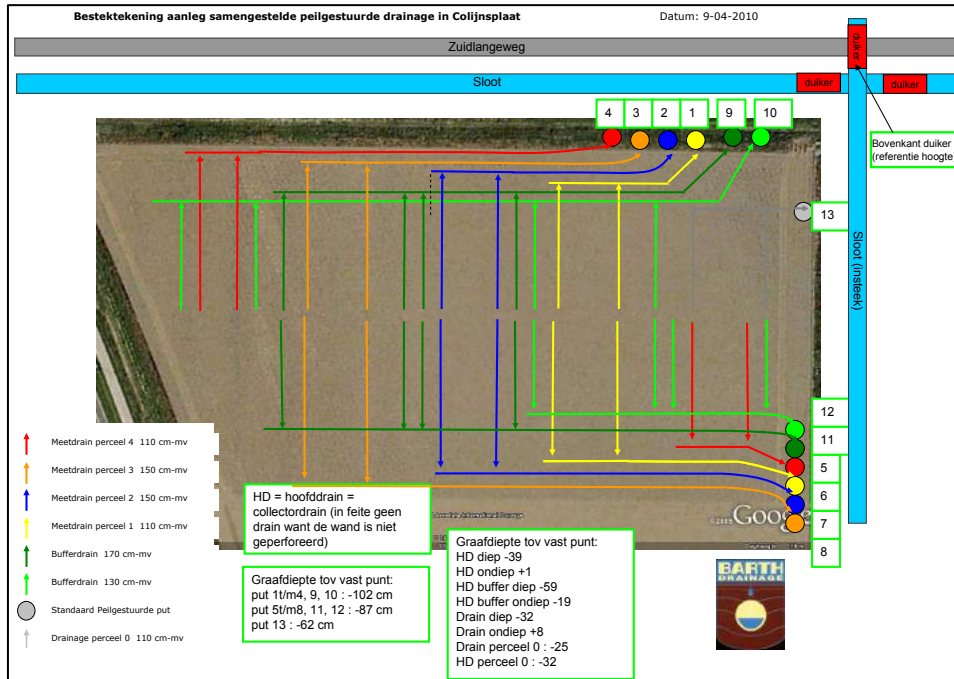 Bestektekening aanleg samengestelde peilgestuurde drainage in Colijnsplaat
Datum: 9-04-2010
duiker
Zuidlangeweg
Sloot
duiker
duiker
4
3
2
1
9
10
Bovenkant duiker
(referentie hoogte)
13
Sloot (insteek)
12
11
5
6
7
8
Meetdrain perceel 4 110 cm-mv
Meetdrain perceel 3 150 cm-mv
Meetdrain perceel 2 150 cm-mv
Meetdrain perceel 1 110 cm-mv
Bufferdrain 170 cm-mv
Bufferdrain 130 cm-mv
Standaard Peilgestuurde put
Drainage perceel 0 110 cm-mv
HD = hoofddrain =
collectordrain (in feite geen
drain want de wand is niet
geperforeerd)
Graafdiepte tov vast punt:
put 1t/m4, 9, 10 : -102 cm
put 5t/m8, 11, 12 : -87 cm
put 13 : -62 cm
Graafdiepte tov vast punt:
HD diep -39
HD ondiep +1
HD buffer diep -59
HD buffer ondiep -19
Drain diep -32
Drain ondiep +8
Drain perceel 0 : -25
HD perceel 0 : -32
Goog
BARTH
DRAINAGE